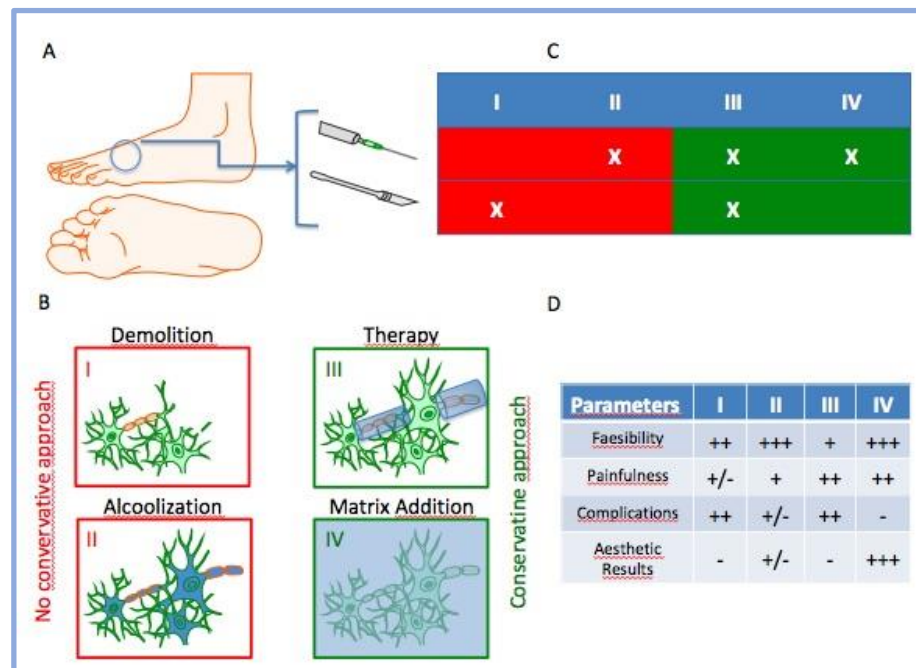 A
C
I II III IV
X X X
X X
B
Demolition
I
Therapy
III
No convervative approach
Alcoolization
II
Matrix Addition
IV
Conservatine approach
D
Parameters I II III IV
Faesibility ++ +++ + +++
Painfulness +/- + ++ ++
Complications ++ +/- ++ -
Aesthetic
Results - +/- - +++